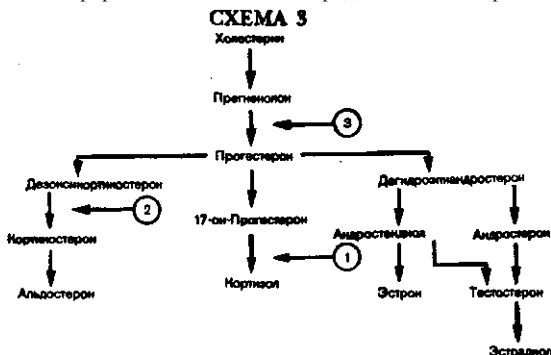 СХЕМА 3
Холестерин
Прегненолон
3
Прогестерон
Дезоксикортикостерон
Дегидроэпиандростерон
2
17-он-Прогестерон
Кортикостерон
Андростендиол
Андростерон
1
Альдостерон
Кортизол
Эстрон
Тестостерон
Эстрадиол